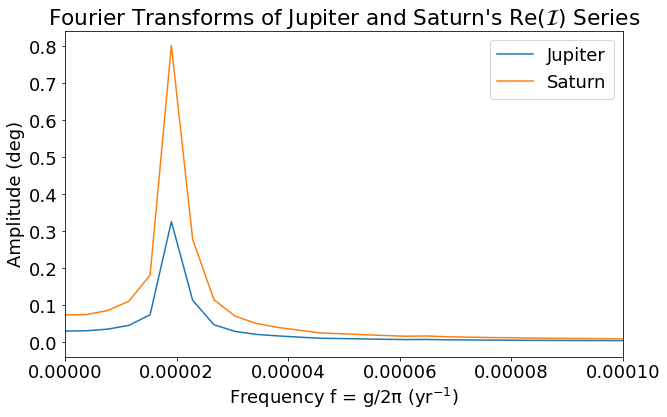 Fourier Transforms of Jupiter and Saturn's Re(𝓘) Series
Jupiter
Saturn
Amplitude (deg)
0.8
0.7
0.6
0.5
0.4
0.3
0.2
0.1
0.0
0.00000 0.00002 0.00004 0.00006 0.00008 0.00010
Frequency f = g/2π (yr⁻¹)